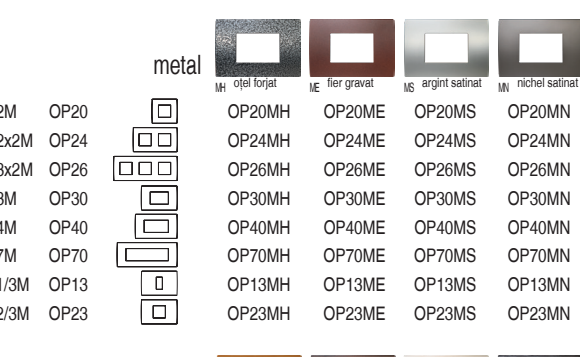 metal
MH oțel forjat ME fier gravat MS argint satinat MN nichel satinat
2M OP20 OP20MH OP20ME OP20MS OP20MN
2x2M OP24 OP24MH OP24ME OP24MS OP24MN
3x2M OP26 OP26MH OP26ME OP26MS OP26MN
3M OP30 OP30MH OP30ME OP30MS OP30MN
4M OP40 OP40MH OP40ME OP40MS OP40MN
7M OP70 OP70MH OP70ME OP70MS OP70MN
1/3M OP13 OP13MH OP13ME OP13MS OP13MN
2/3M OP23 OP23MH OP23ME OP23MS OP23MN